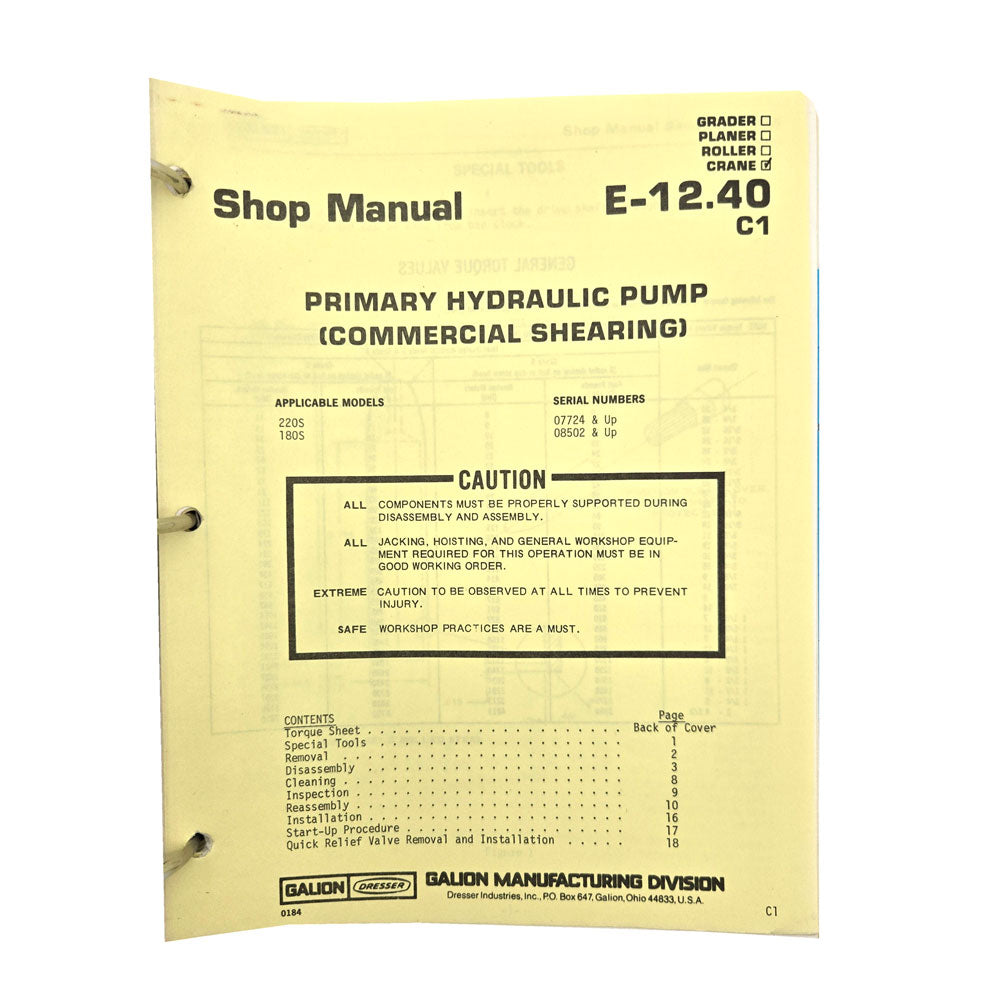 GRADER ☐
PLANER ☐
ROLLER ☐
CRANE ☑
Shop Manual E-12.40
C1
PRIMARY HYDRAULIC PUMP
(COMMERCIAL SHEARING)
APPLICABLE MODELS SERIAL NUMBERS
220S 07724 & Up
180S 08502 & Up
CAUTION
ALL COMPONENTS MUST BE PROPERLY SUPPORTED DURING
DISASSEMBLY AND ASSEMBLY.
ALL JACKING, HOISTING, AND GENERAL WORKSHOP EQUIP-
MENT REQUIRED FOR THIS OPERATION MUST BE IN
GOOD WORKING ORDER.
EXTREME CAUTION TO BE OBSERVED AT ALL TIMES TO PREVENT
INJURY.
SAFE WORKSHOP PRACTICES ARE A MUST.
CONTENTS Page
Torque Sheet . . . . . . . . . . . . . . . . . . . . Back of Cover
Special Tools . . . . . . . . . . . . . . . . . . . . 1
Removal . . . . . . . . . . . . . . . . . . . . 2
Disassembly . . . . . . . . . . . . . . . . . . . . 3
Cleaning . . . . . . . . . . . . . . . . . . . . 8
Inspection . . . . . . . . . . . . . . . . . . . . 9
Reassembly . . . . . . . . . . . . . . . . . . . . 10
Installation . . . . . . . . . . . . . . . . . . . . 16
Start-Up Procedure . . . . . . . . . . . . . . . . . 17
Quick Relief Valve Removal and Installation . . . . . 18
GALION DRESSER GALION MANUFACTURING DIVISION
Dresser Industries, Inc., P.O. Box 647, Galion, Ohio 44833, U.S.A.
0184 C1
SPECIAL TOOLS
GENERAL TORQUE VALUES